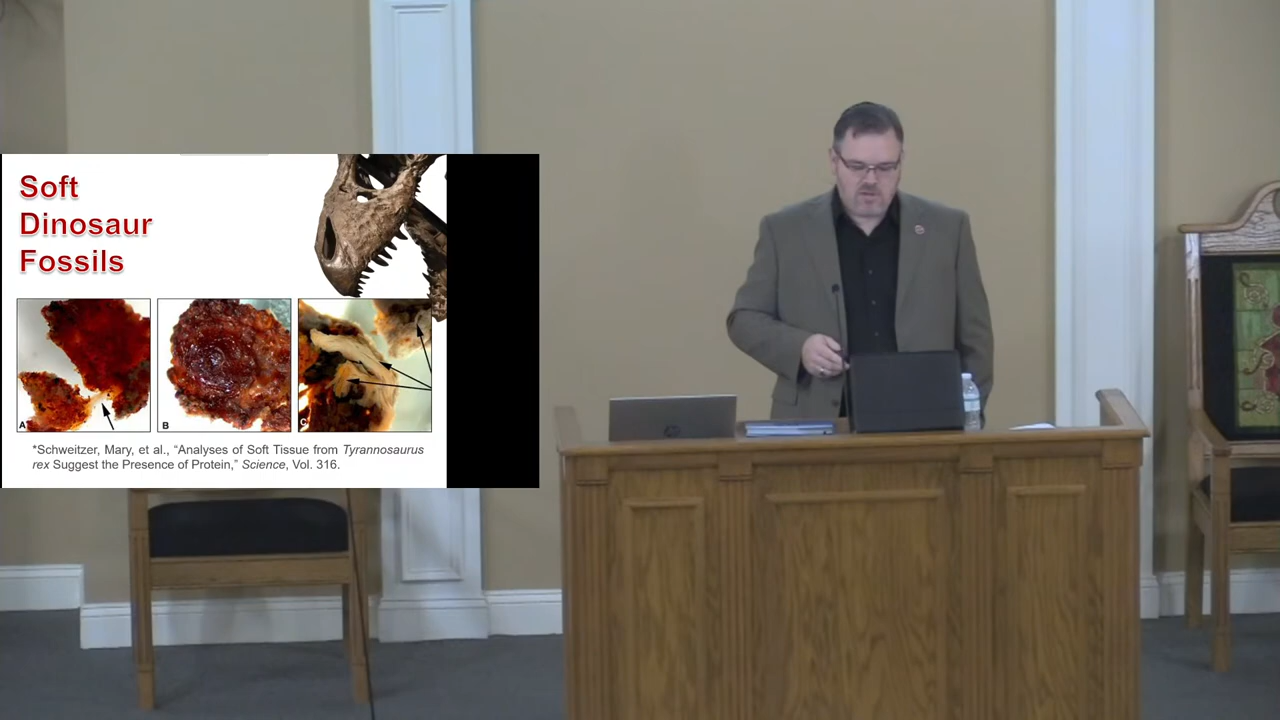 Soft
Dinosaur
Fossils
A
B
C
*Schweitzer, Mary, et al., “Analyses of Soft Tissue from Tyrannosaurus
rex Suggest the Presence of Protein,” Science, Vol. 316.
hp